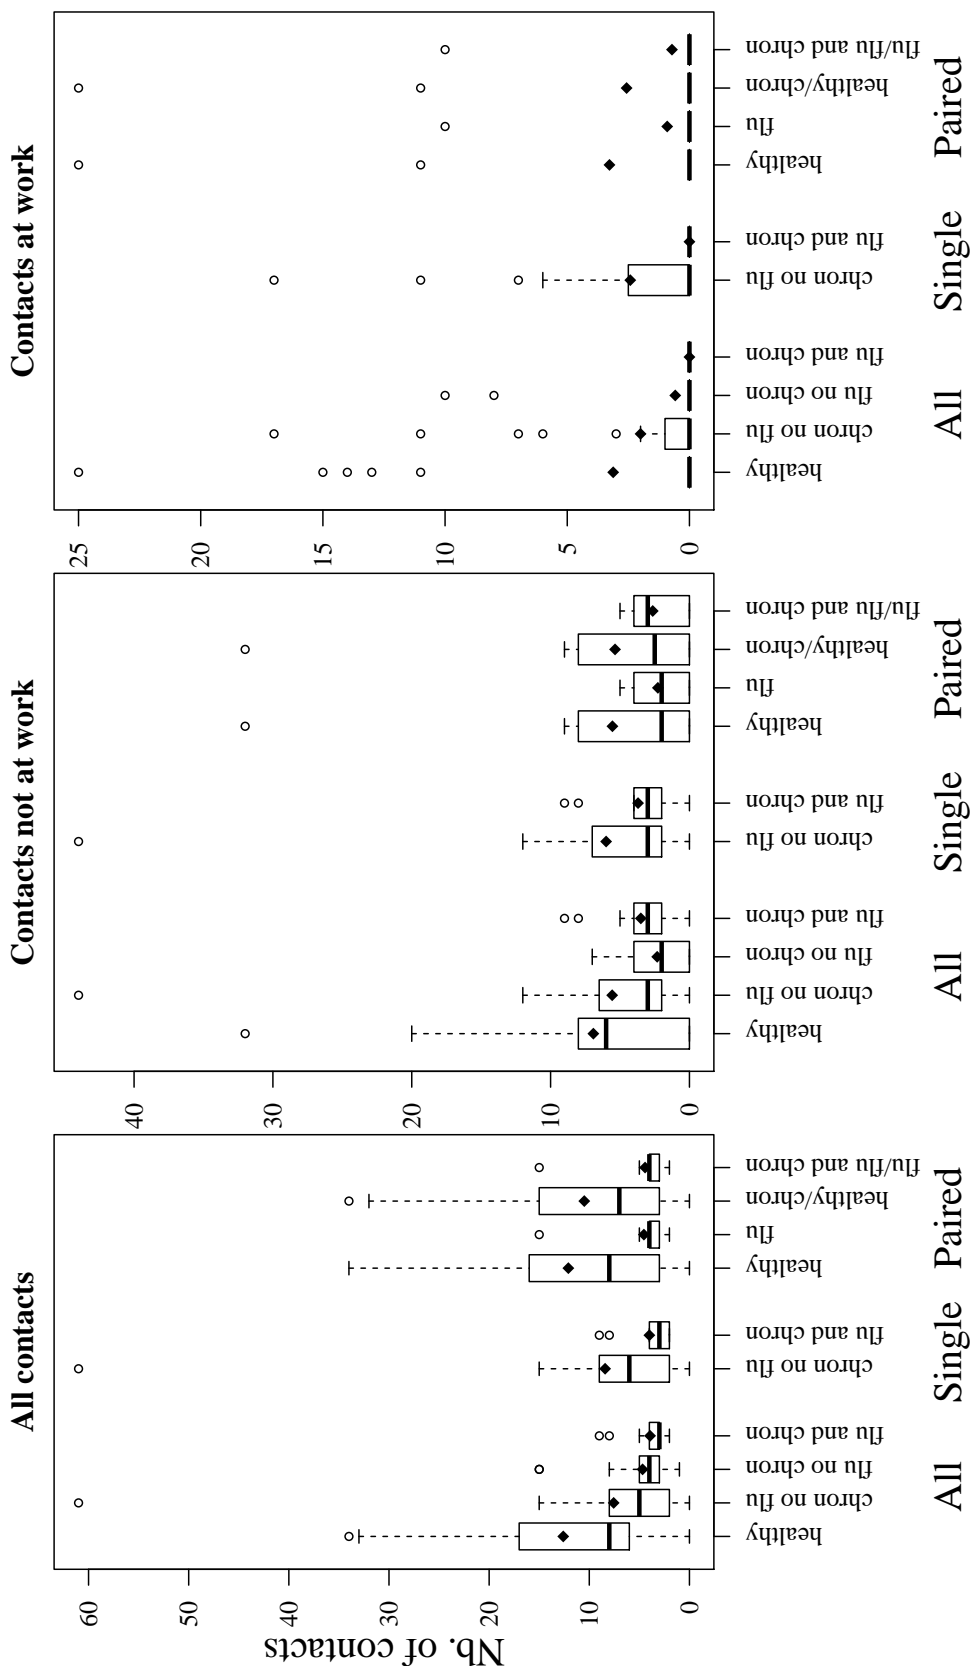 All contacts
Nb. of contacts
0 10 20 30 40 50 60
healthy
chron no flu
flu no chron
flu and chron
chron no flu
flu and chron
healthy
flu
healthy/chron
flu/flu and chron
All Single Paired
Contacts not at work
0 10 20 30 40
healthy
chron no flu
flu no chron
flu and chron
chron no flu
flu and chron
healthy
flu
healthy/chron
flu/flu and chron
All Single Paired
Contacts at work
0 5 10 15 20 25
healthy
chron no flu
flu no chron
flu and chron
chron no flu
flu and chron
healthy
flu
healthy/chron
flu/flu and chron
All Single Paired